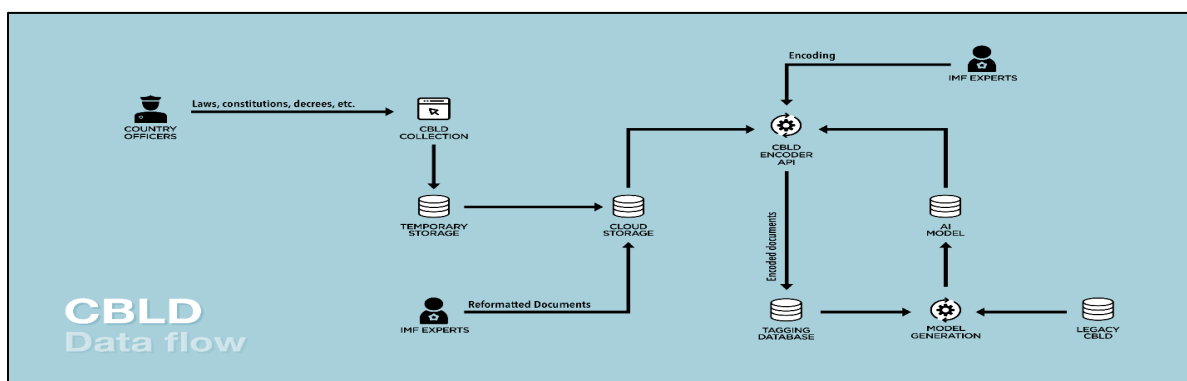 Encoding
IMF EXPERTS
Laws, constitutions, decrees, etc.
COUNTRY
OFFICERS
CBLD
COLLECTION
CBLD
ENCODER
API
TEMPORARY
STORAGE
CLOUD
STORAGE
AI
MODEL
Encoded documents
Reformatted Documents
IMF EXPERTS
TAGGING
DATABASE
MODEL
GENERATION
LEGACY
CBLD
CBLD
Data flow